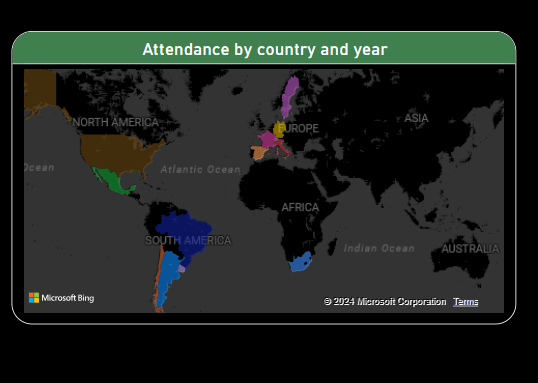 Attendance by country and year
NORTH AMERICA
EUROPE
ASIA
Ocean
Atlantic Ocean
AFRICA
SOUTH AMERICA
Indian Ocean
AUSTRALIA
Microsoft Bing
© 2024 Microsoft Corporation Terms